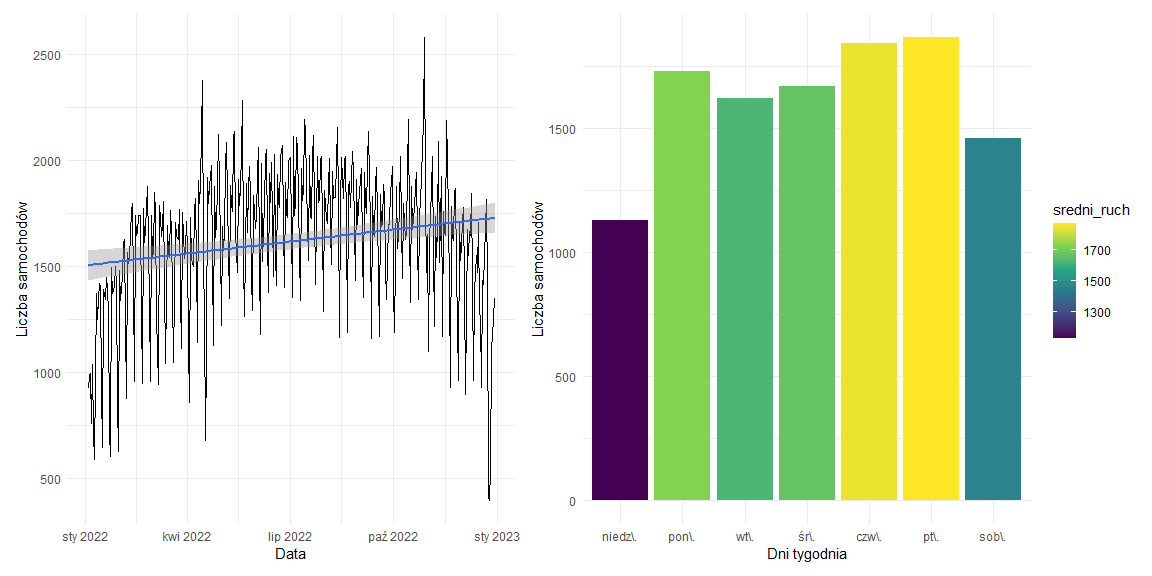 2500
2000
1500
1000
500
Liczba samochodów
sty 2022
kwi 2022
lip 2022
paź 2022
sty 2023
Data
1500
1000
500
0
Liczba samochodów
niedz\.
pon\.
wt\.
śr\.
czw\.
pt\.
sob\.
Dni tygodnia
sredni_ruch
1700
1500
1300